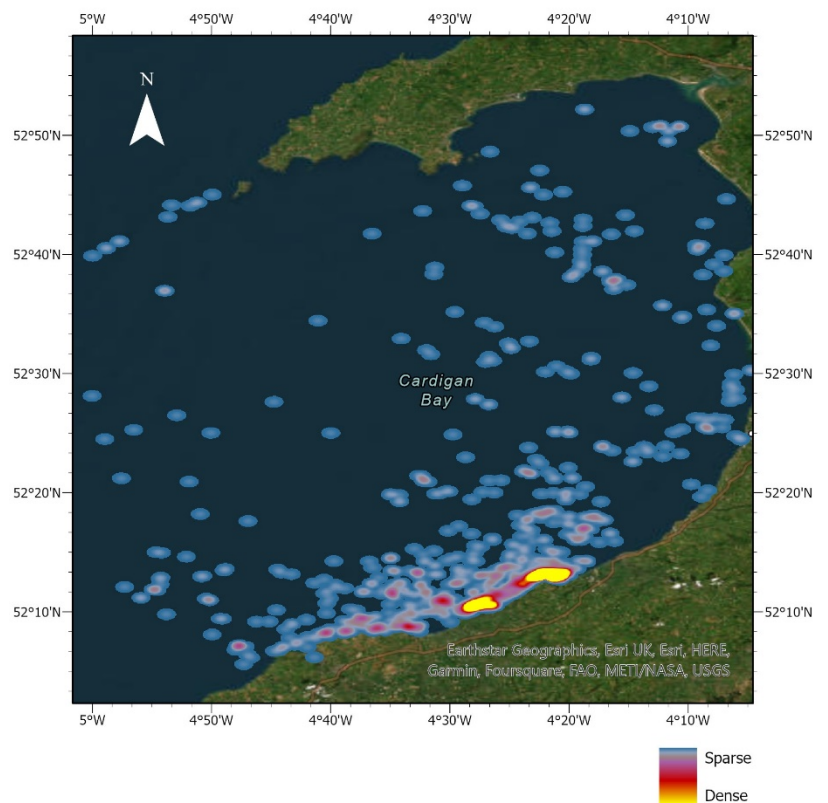 5°W 4°50'W 4°40'W 4°30'W 4°20'W 4°10'W
N
52°50'N 52°50'N
52°40'N 52°40'N
52°30'N 52°30'N
Cardigan
Bay
52°20'N 52°20'N
52°10'N 52°10'N
Earthstar Geographics, Esri UK, Esri, HERE,
Garmin, Foursquare, FAO, METI/NASA, USGS
5°W 4°50'W 4°40'W 4°30'W 4°20'W 4°10'W
Sparse
Dense